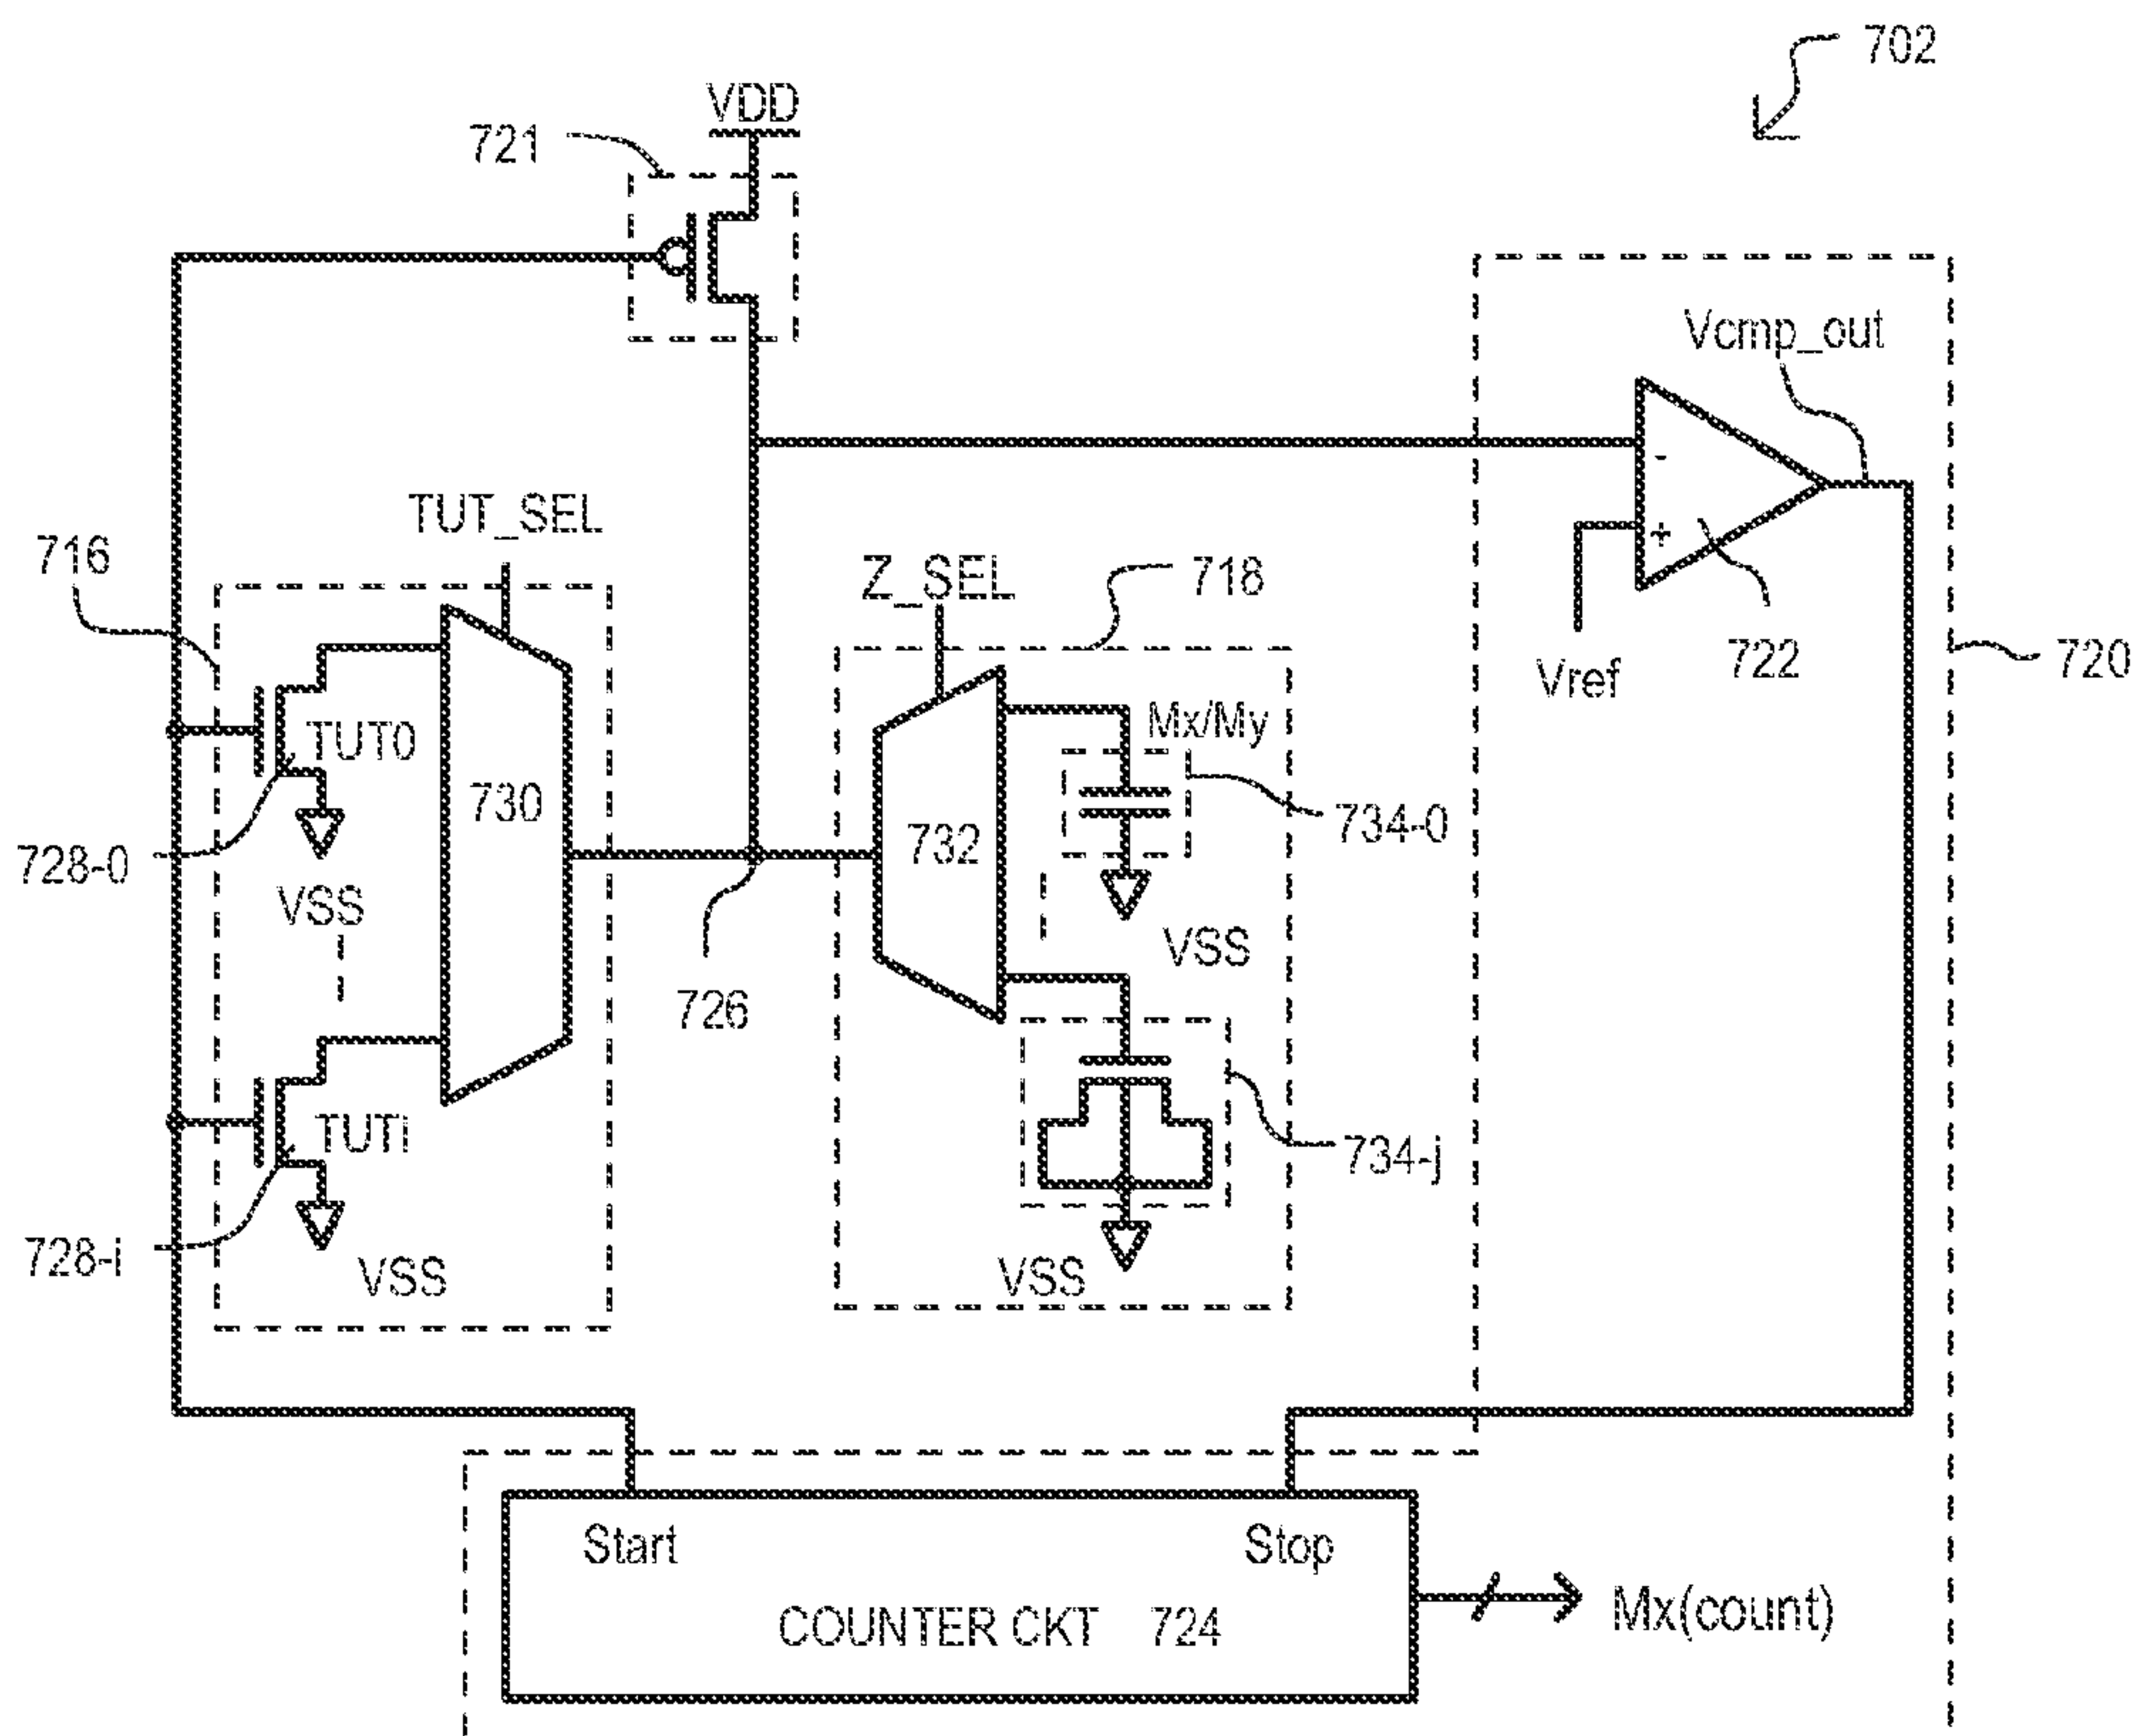 702
VDD
721
Vcmp_out
TUT_SEL
716
Z_SEL
718
-
+
Vref
722
720
TUT0
Mx/My
730
732
734-0
728-0
VSS
VSS
726
TUTi
734-j
728-i
VSS
VSS
Start
Stop
COUNTER CKT 724
Mx(count)